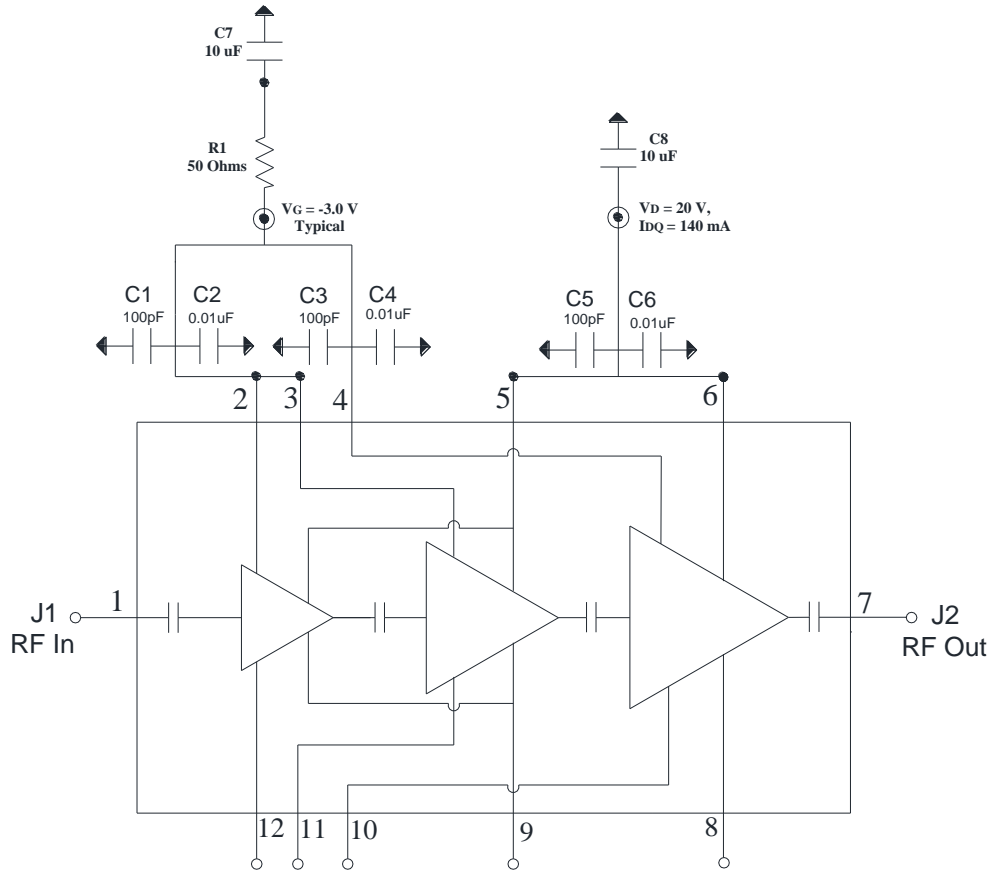 C7
10 uF
R1
50 Ohms
VG = -3.0 V
Typical
C8
10 uF
VD = 20 V,
IDQ = 140 mA
C1
100pF
C2
0.01uF
C3
100pF
C4
0.01uF
C5
100pF
C6
0.01uF
2
3
4
5
6
J1
RF In
1
7
J2
RF Out
12
11
10
9
8